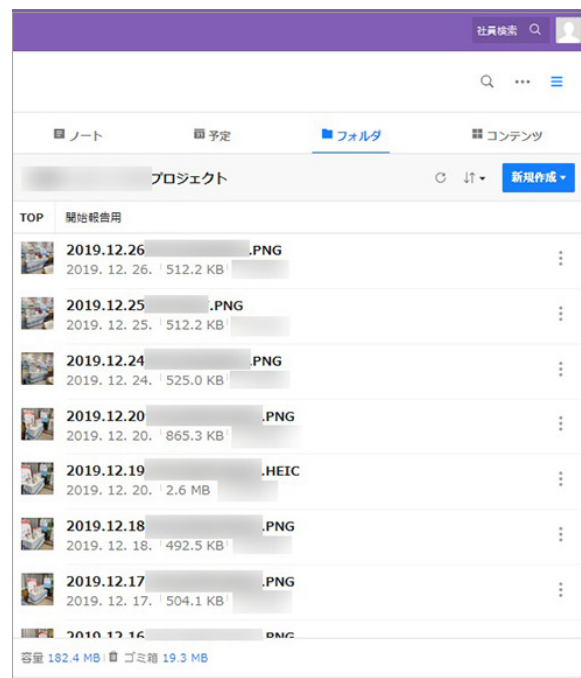 社員検索
ノート 予定 フォルダ コンテンツ
プロジェクト 新規作成
TOP 開始報告用
2019.12.26 .PNG
2019. 12. 26. 512.2 KB
2019.12.25 .PNG
2019. 12. 25. 512.2 KB
2019.12.24 .PNG
2019. 12. 24. 525.0 KB
2019.12.20 .PNG
2019. 12. 20. 865.3 KB
2019.12.19 .HEIC
2019. 12. 20. 2.6 MB
2019.12.18 .PNG
2019. 12. 18. 492.5 KB
2019.12.17 .PNG
2019. 12. 17. 504.1 KB
2019.12.16 .PNG
容量 182.4 MB ゴミ箱 19.3 MB